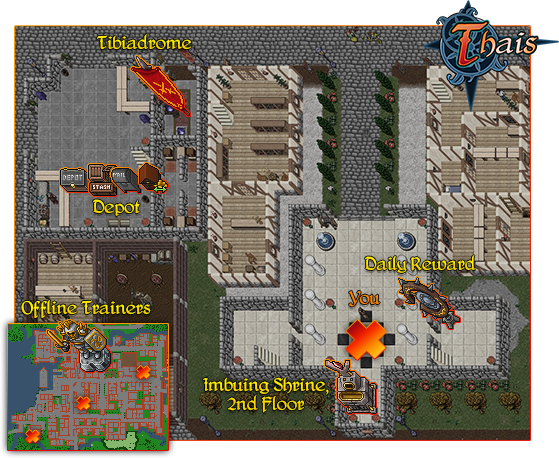 Thais
Tibiadrome
DEPOT
MAIL
STASH
Depot
Daily Reward
You
Offline Trainers
Imbuing Shrine,
2nd Floor